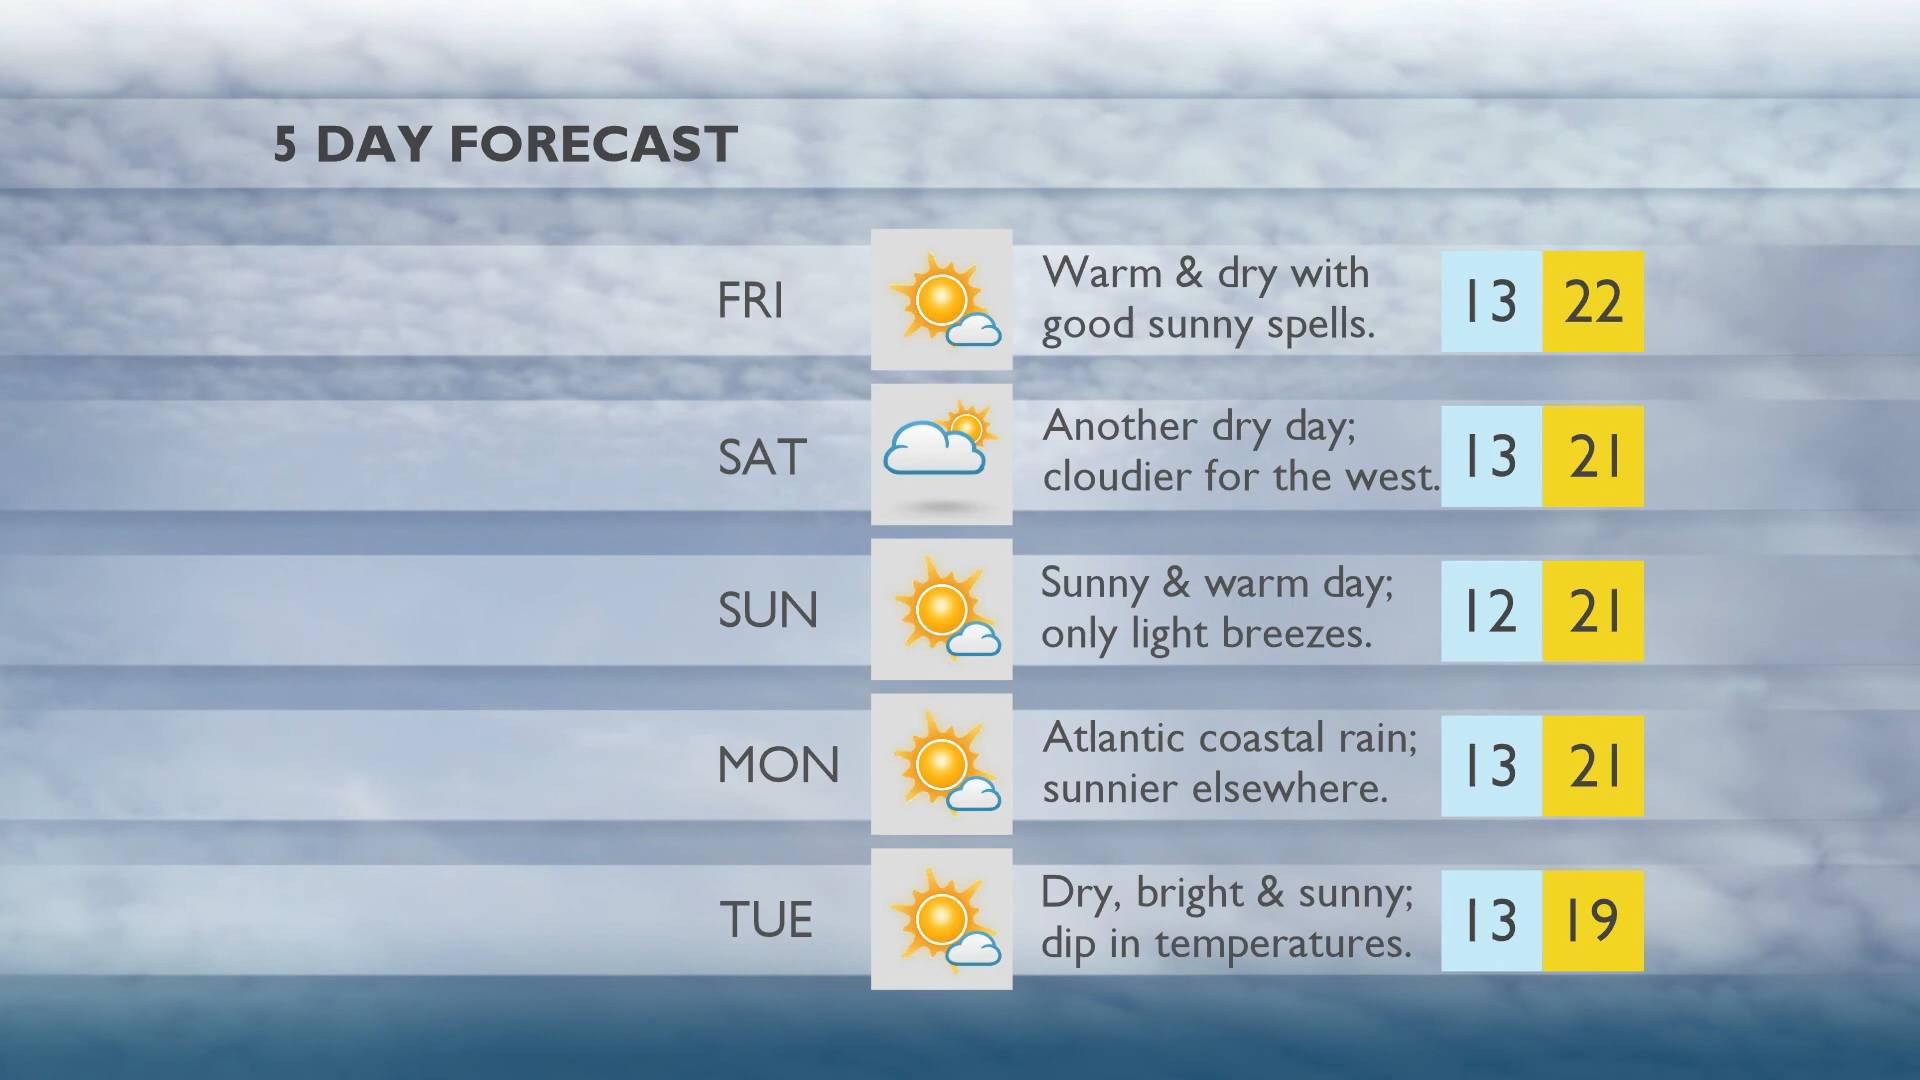 5 DAY FORECAST
FRI
Warm & dry with
good sunny spells.
13 22
SAT
Another dry day;
cloudier for the west.
13 21
SUN
Sunny & warm day;
only light breezes.
12 21
MON
Atlantic coastal rain;
sunnier elsewhere.
13 21
TUE
Dry, bright & sunny;
dip in temperatures.
13 19